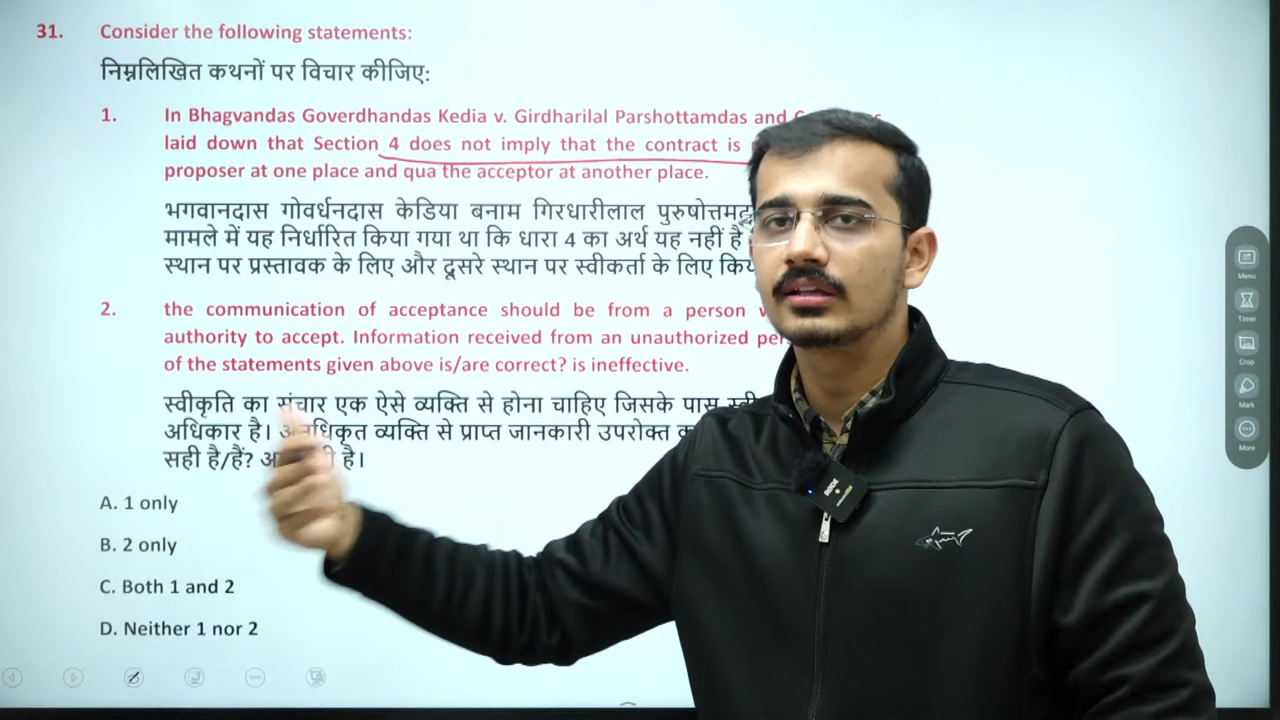 31. Consider the following statements:
निम्नलिखित कथनों पर विचार कीजिए:
1. In Bhagvandas Goverdhandas Kedia v. Girdharilal Parshottamdas and
laid down that Section 4 does not imply that the contract is
proposer at one place and qua the acceptor at another place.
भगवानदास गोवर्धनदास केडिया बनाम गिरधारीलाल
मामले में यह निर्धारित किया गया था कि धारा 4 का अर्थ यह नहीं है
स्थान पर प्रस्तावक के लिए और दूसरे स्थान पर स्वीकर्ता के लिए
2. the communication of acceptance should be from a person
authority to accept. Information received from an unauthorized
of the statements given above is/are correct? is ineffective.
स्वीकृति का संचार एक ऐसे व्यक्ति से होना चाहिए जिसके पास
अधिकार है। व्यक्ति से प्राप्त जानकारी उपरोक्त
सही है/हैं? है।
A. 1 only
B. 2 only
C. Both 1 and 2
D. Neither 1 nor 2
Menu
Timer
Crop
Mark
More
RODE